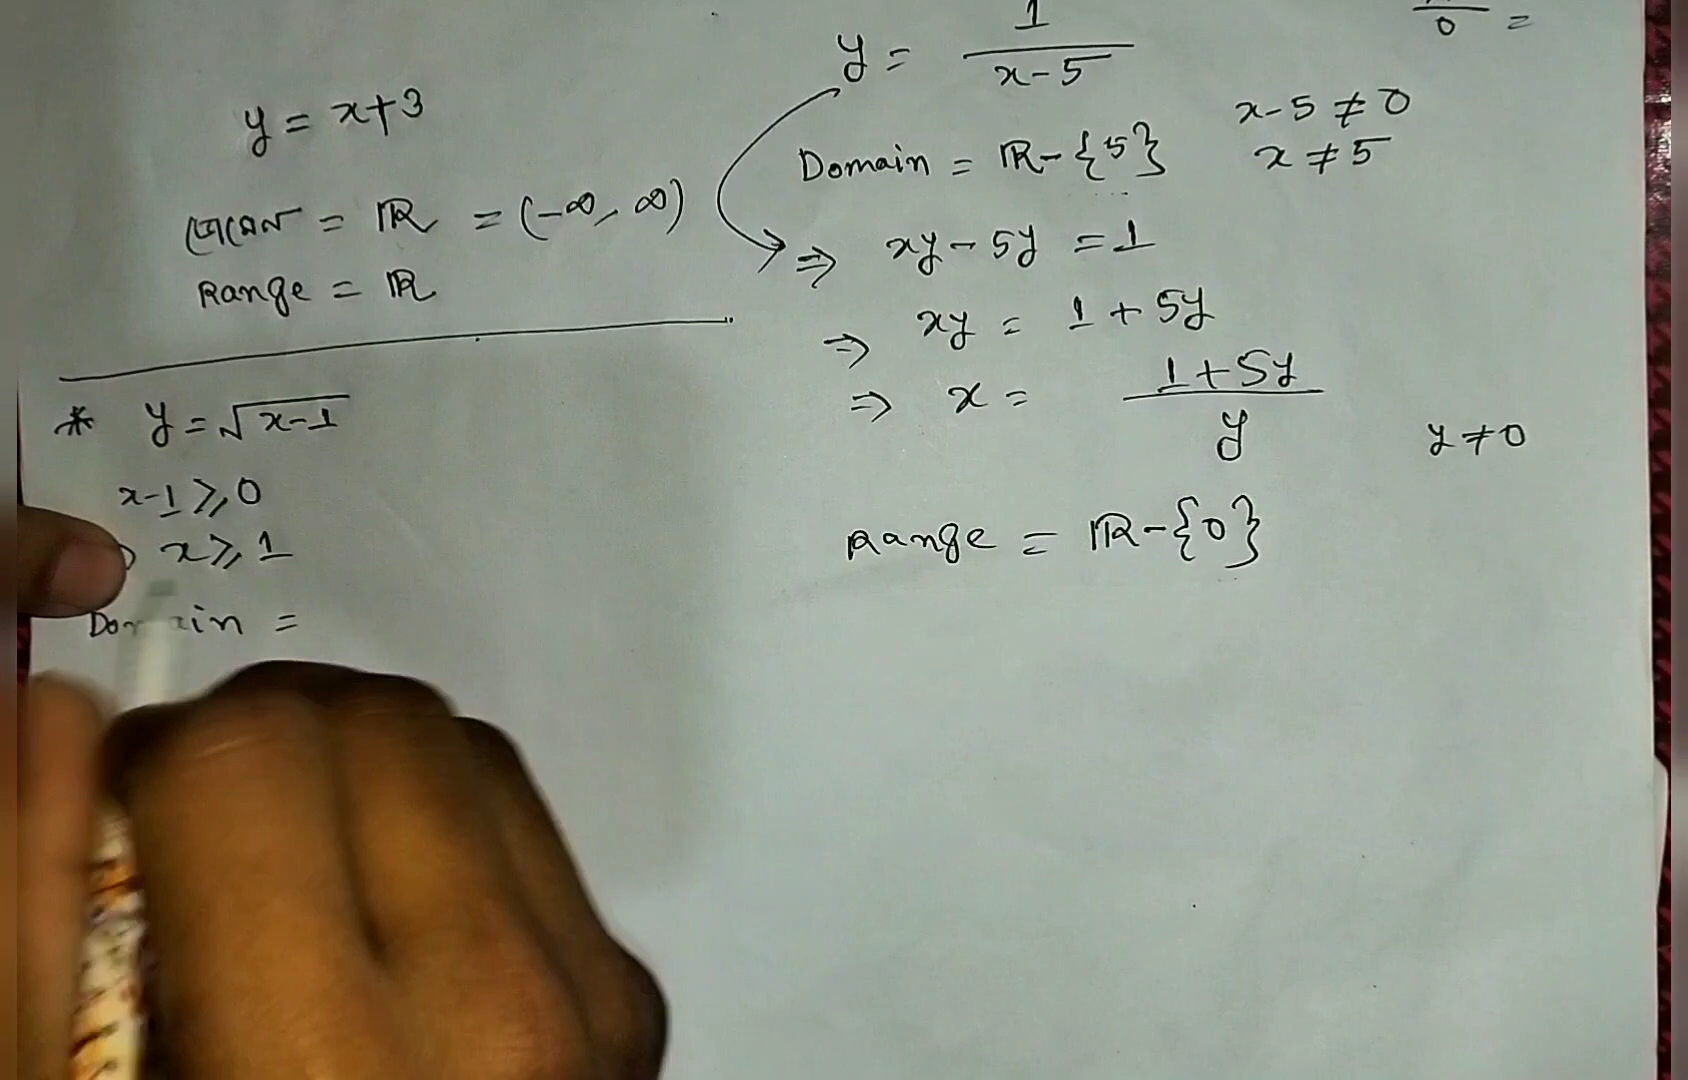 y = x+3
ডোমেন = ℝ = (-∞, ∞)
Range = ℝ
* y = √(x-1)
x-1 ≥ 0
x ≥ 1
Domain =
y = 1/(x-5)
Domain = ℝ-{5}
x-5 ≠ 0
x ≠ 5
⇒ xy - 5y = 1
⇒ xy = 1 + 5y
⇒ x = (1+5y)/y
y ≠ 0
Range = ℝ-{0}